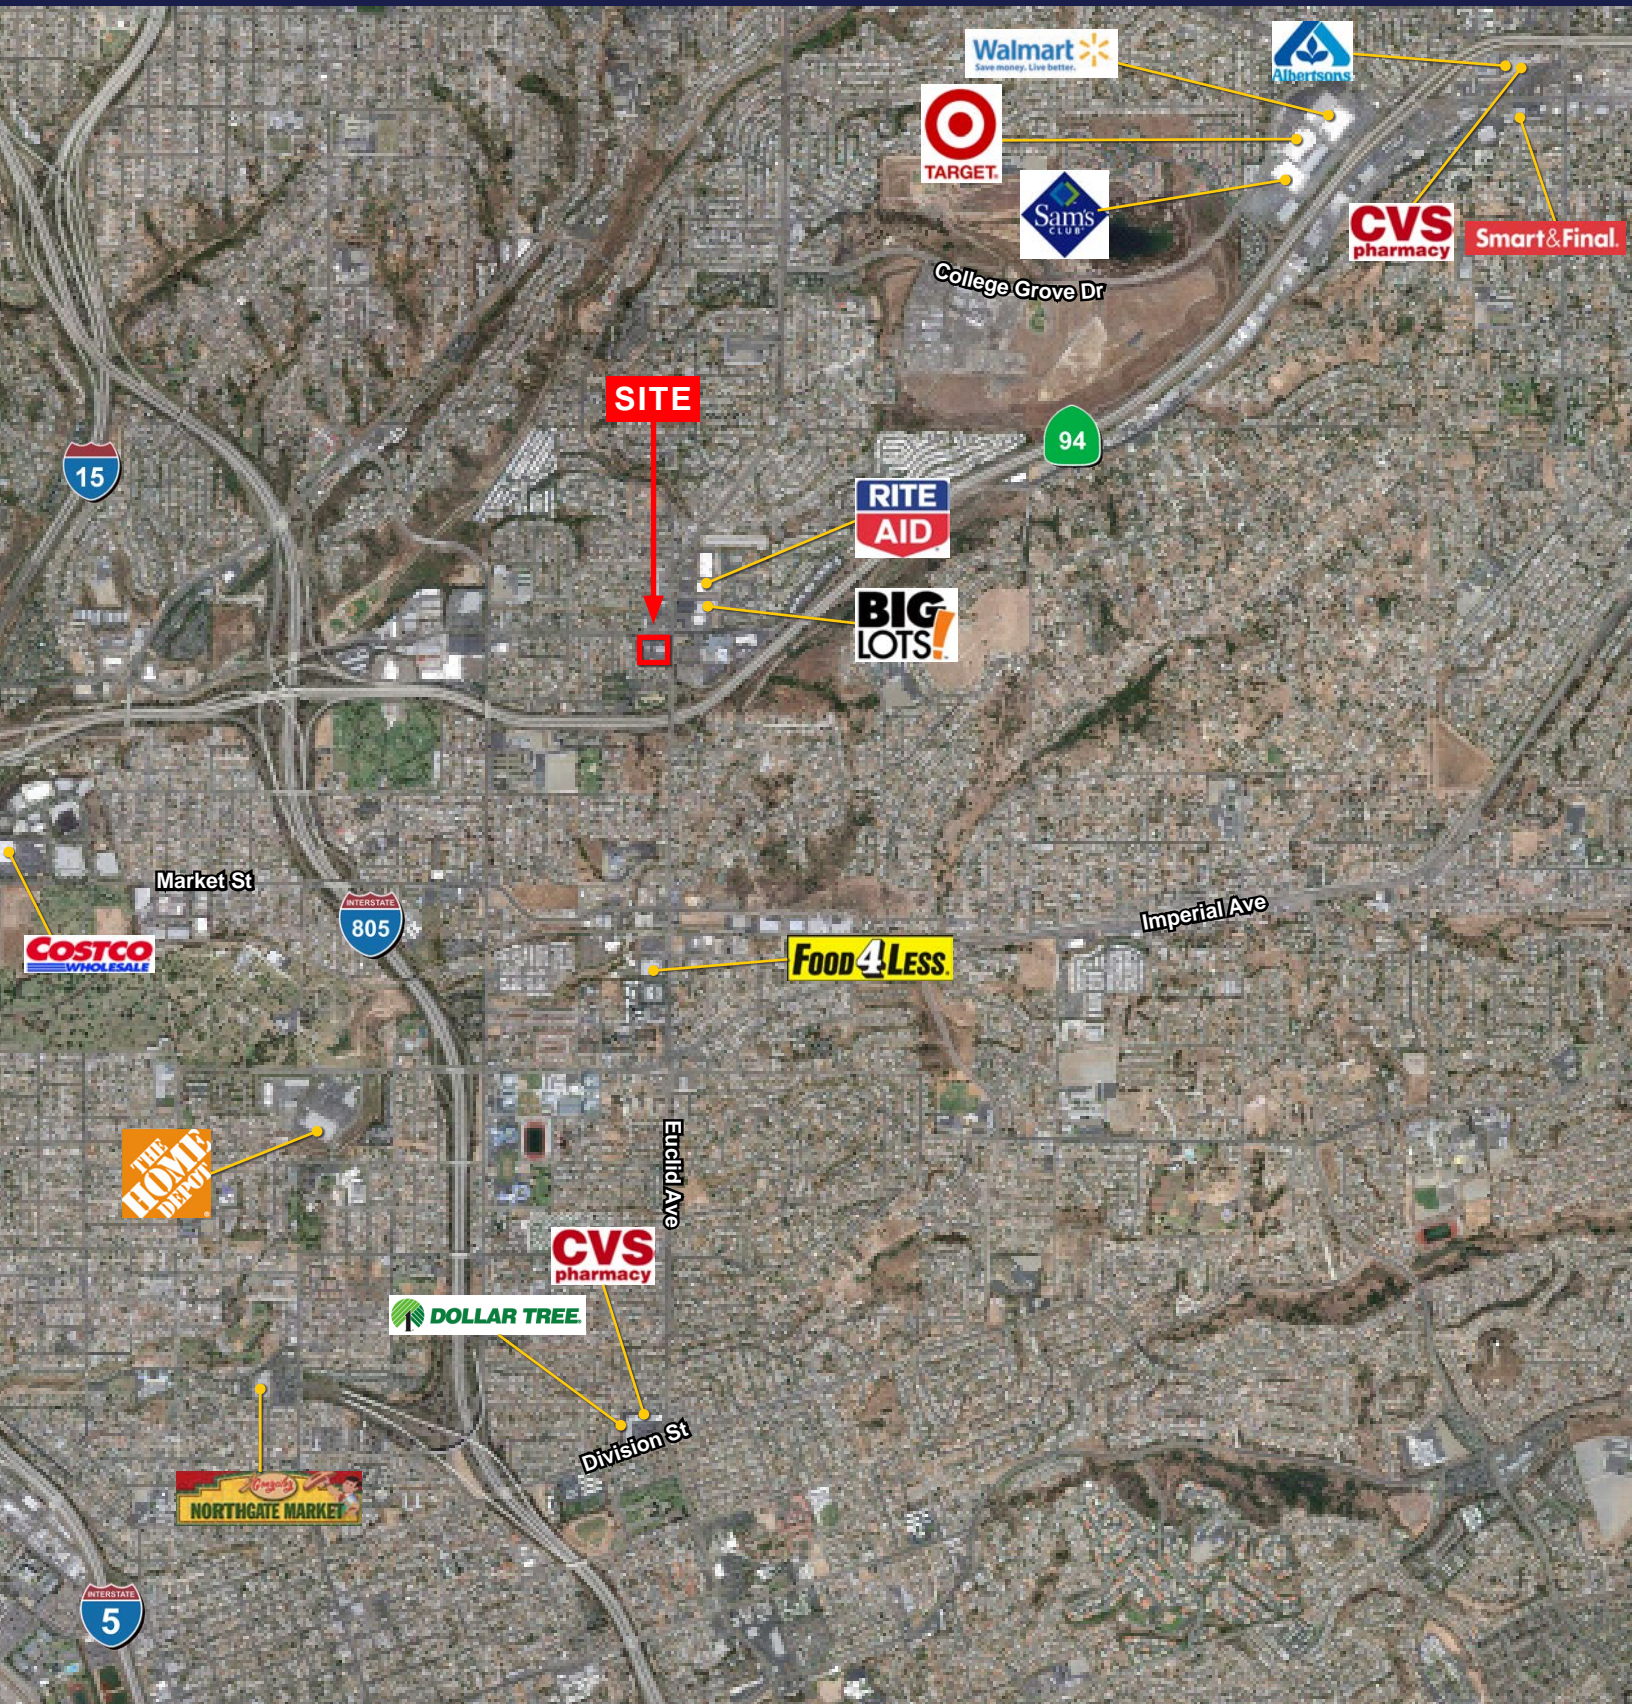 Walmart
Save money. Live better.
Albertsons
TARGET
Sam's
CLUB
CVS
pharmacy
Smart&Final.
College Grove Dr
SITE
94
15
RITE
AID
BIG
LOTS!
Market St
INTERSTATE
805
Imperial Ave
COSTCO
WHOLESALE
FOOD 4 LESS.
THE
HOME
DEPOT
Euclid Ave
CVS
pharmacy
DOLLAR TREE
Division St
Gonzalez
NORTHGATE MARKET
INTERSTATE
5